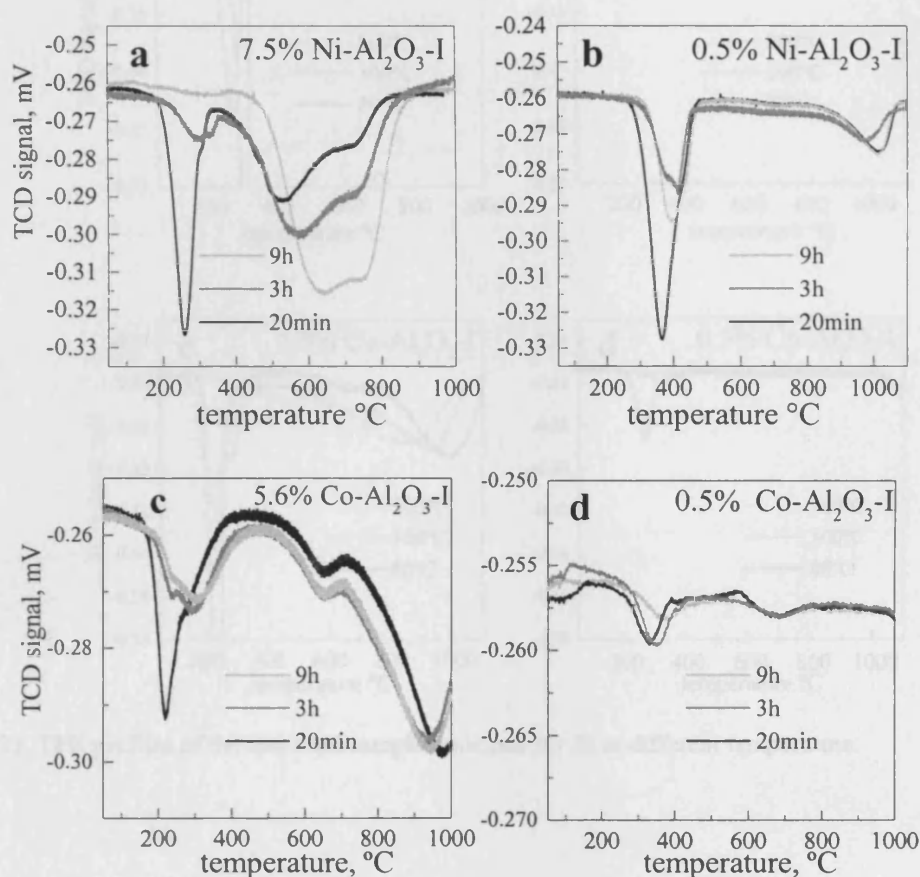 a 7.5% Ni-Al₂O₃-I
TCD signal, mV
-0.25
-0.26
-0.27
-0.28
-0.29
-0.30
-0.31
-0.32
-0.33
9h
3h
20min
200 400 600 800 1000
temperature °C
b 0.5% Ni-Al₂O₃-I
-0.24
-0.25
-0.26
-0.27
-0.28
-0.29
-0.30
-0.31
-0.32
-0.33
9h
3h
20min
200 400 600 800 1000
temperature °C
c 5.6% Co-Al₂O₃-I
TCD signal, mV
-0.26
-0.28
-0.30
9h
3h
20min
200 400 600 800 1000
temperature, ºC
d 0.5% Co-Al₂O₃-I
-0.250
-0.255
-0.260
-0.265
-0.270
9h
3h
20min
200 400 600 800 1000
temperature, ºC